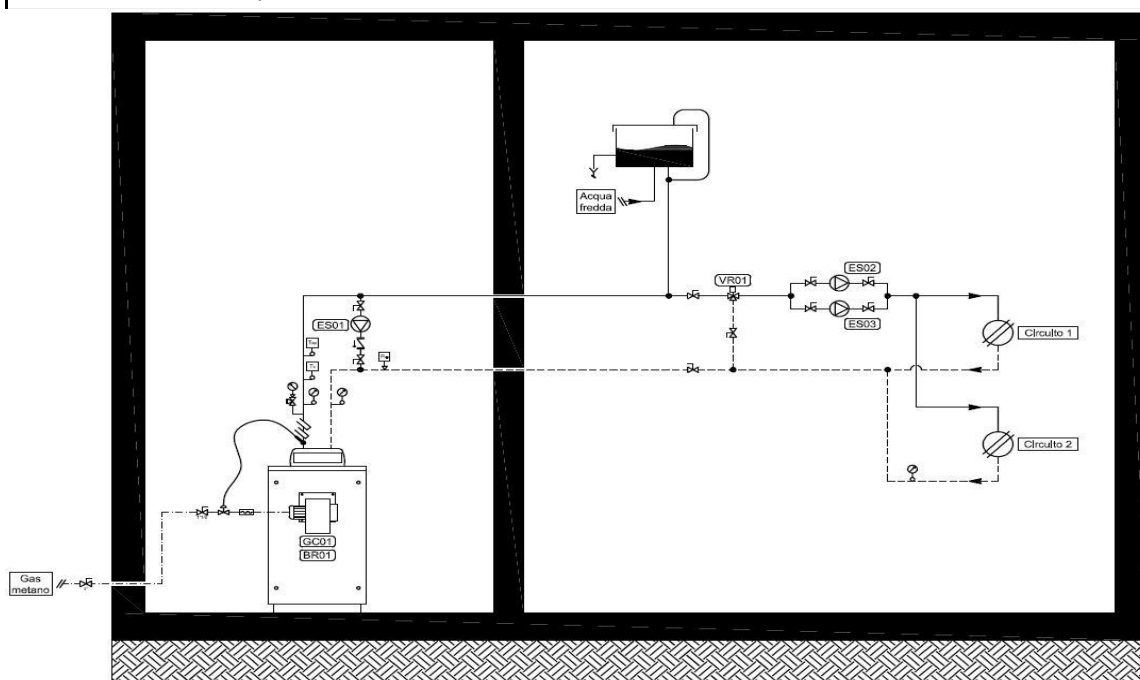 Acqua
fredda
VR01
ES02
ES03
ES01
Circuito 1
Circuito 2
GC01
BR01
Gas
metano